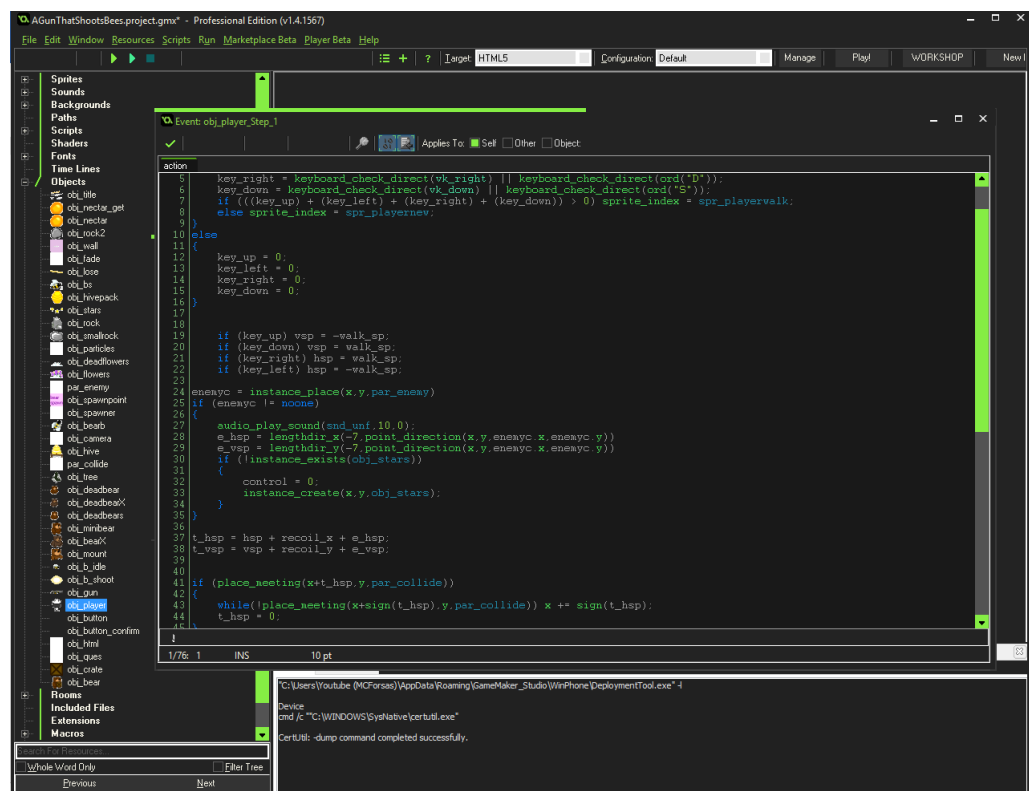 AGunThatShootsBees.project.gmx* - Professional Edition (v1.4.1567)
File Edit Window Resources Scripts Run Marketplace Beta Player Beta Help
? Target: HTML5 Configuration: Default Manage Play! WORKSHOP New
Sprites
Sounds
Backgrounds
Paths
Scripts
Shaders
Fonts
Time Lines
Objects
obj_title
obj_nectar_get
obj_nectar
obj_rock2
obj_wall
obj_fade
obj_lose
obj_bs
obj_hivepack
obj_stars
obj_rock
obj_smallrock
obj_particles
obj_deadflowers
obj_flowers
par_enemy
obj_spawnpoint
obj_spawner
obj_bearb
obj_camera
obj_hive
par_collide
obj_tree
obj_deadbear
obj_deadbearX
obj_deadbears
obj_minibear
obj_bearX
obj_mount
obj_b_idle
obj_b_shoot
obj_gun
obj_player
obj_button
obj_button_confirm
obj_html
obj_ques
obj_crate
obj_bear
Rooms
Included Files
Extensions
Macros
Search For Resources...
Whole Word Only Filter Tree
Previous Next
Event: obj_player_Step_1
Applies To: Self Other Object:
action
5 key_right = keyboard_check_direct(vk_right) || keyboard_check_direct(ord("D"));
6 key_down = keyboard_check_direct(vk_down) || keyboard_check_direct(ord("S"));
7 if (((key_up) + (key_left) + (key_right) + (key_down)) > 0) sprite_index = spr_playerwalk;
8 else sprite_index = spr_playernew;
9 }
10 else
11 {
12 key_up = 0;
13 key_left = 0;
14 key_right = 0;
15 key_down = 0;
16 }
17
18
19 if (key_up) vsp = -walk_sp;
20 if (key_down) vsp = walk_sp;
21 if (key_right) hsp = walk_sp;
22 if (key_left) hsp = -walk_sp;
23
24 enemyc = instance_place(x,y,par_enemy)
25 if (enemyc != noone)
26 {
27 audio_play_sound(snd_unf,10,0);
28 e_hsp = lengthdir_x(-7,point_direction(x,y,enemyc.x,enemyc.y))
29 e_vsp = lengthdir_y(-7,point_direction(x,y,enemyc.x,enemyc.y))
30 if (!instance_exists(obj_stars))
31 {
32 control = 0;
33 instance_create(x,y,obj_stars);
34 }
35 }
36
37 t_hsp = hsp + recoil_x + e_hsp;
38 t_vsp = vsp + recoil_y + e_vsp;
39
40
41 if (place_meeting(x+t_hsp,y,par_collide))
42 {
43 while(!place_meeting(x+sign(t_hsp),y,par_collide)) x += sign(t_hsp);
44 t_hsp = 0;
45 }
1/76: 1 INS 10 pt
"C:\Users\Youtube (MCForsas)\AppData\Roaming\GameMaker_Studio\WinPhone\DeploymentTool.exe" -l
Device
cmd /c ""C:\WINDOWS\SysNative\certutil.exe"
CertUtil: -dump command completed successfully.